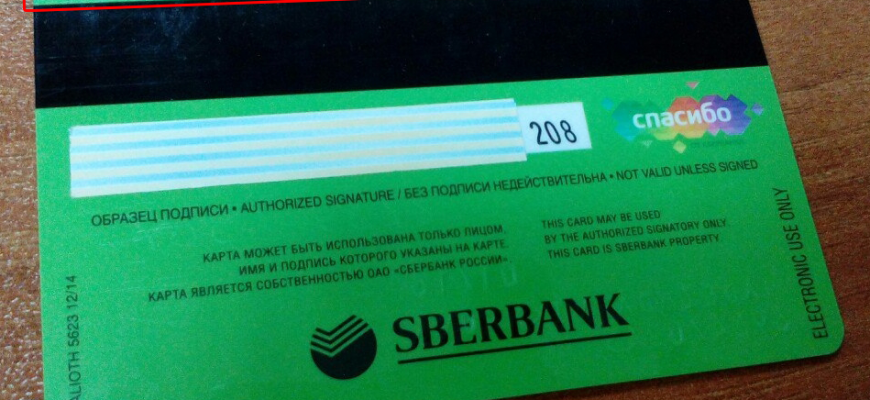 208
спасибо
ОБРАЗЕЦ ПОДПИСИ • AUTHORIZED SIGNATURE / БЕЗ ПОДПИСИ НЕДЕЙСТВИТЕЛЬНА • NOT VALID UNLESS SIGNED
КАРТА МОЖЕТ БЫТЬ ИСПОЛЬЗОВАНА ТОЛЬКО ЛИЦОМ,
ИМЯ И ПОДПИСЬ КОТОРОГО УКАЗАНЫ НА КАРТЕ.
КАРТА ЯВЛЯЕТСЯ СОБСТВЕННОСТЬЮ ОАО «СБЕРБАНК РОССИИ».
THIS CARD MAY BE USED
BY THE AUTHORIZED SIGNATORY ONLY.
THIS CARD IS SBERBANK PROPERTY.
ALIOTH 5623 12/14
ELECTRONIC USE ONLY
SBERBANK